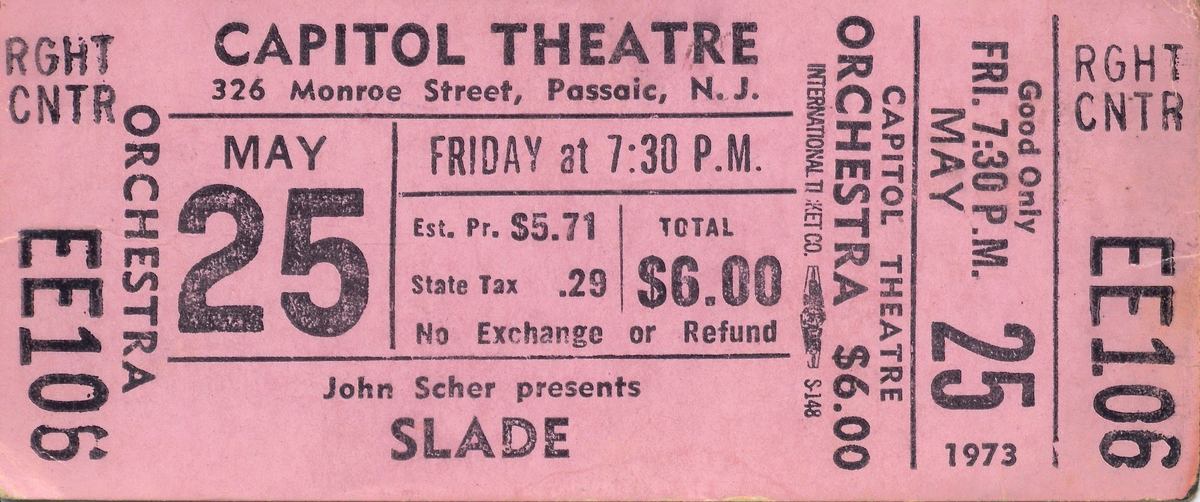 RGHT
CNTR
ORCHESTRA
EE106
CAPITOL THEATRE
326 Monroe Street, Passaic, N. J.
MAY
25
FRIDAY at 7:30 P.M.
Est. Pr. $5.71
State Tax .29
TOTAL
$6.00
No Exchange or Refund
John Scher presents
SLADE
INTERNATIONAL TICKET CO.
S-148
ORCHESTRA $6.00
CAPITOL THEATRE
Good Only
FRI. 7:30 P.M.
MAY 25
1973
RGHT
CNTR
EE106